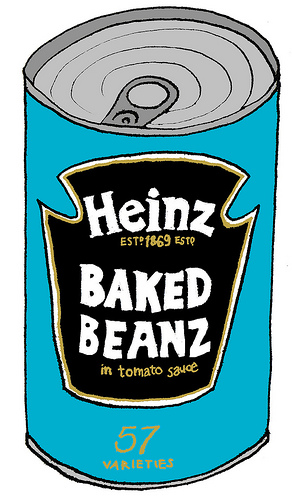 Heinz
ESTD 1869 ESTD
BAKED
BEANZ
in tomato sauce
57
VARIETIES